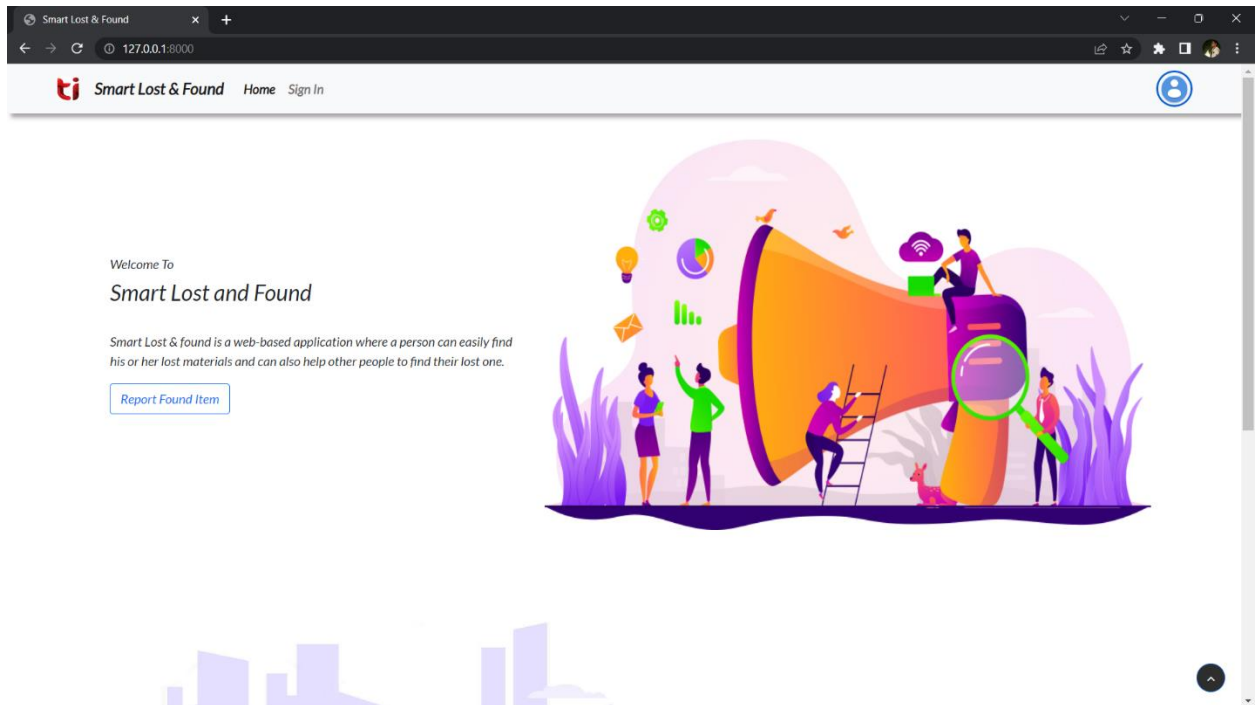 Smart Lost & Found
127.0.0.1:8000
ti Smart Lost & Found Home Sign In
Welcome To
Smart Lost and Found
Smart Lost & found is a web-based application where a person can easily find
his or her lost materials and can also help other people to find their lost one.
Report Found Item